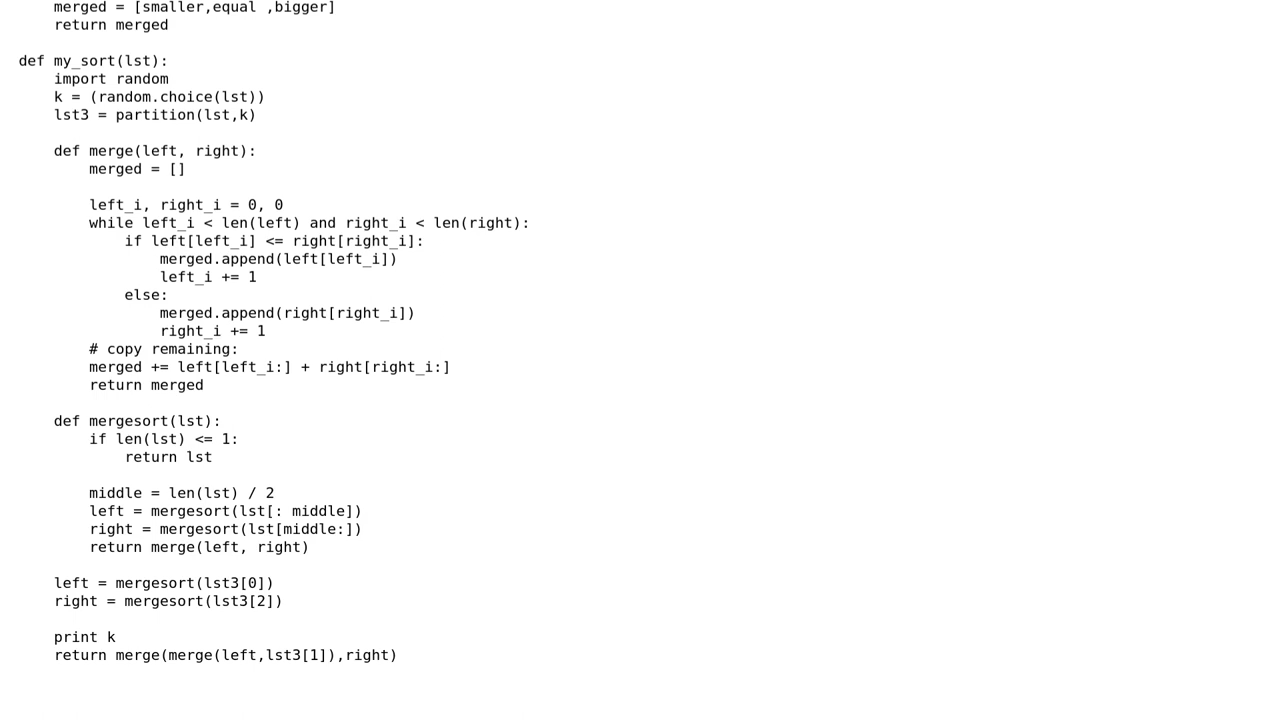 merged = [smaller,equal ,bigger]
    return merged

def my_sort(lst):
    import random
    k = (random.choice(lst))
    lst3 = partition(lst,k)

    def merge(left, right):
        merged = []

        left_i, right_i = 0, 0
        while left_i < len(left) and right_i < len(right):
            if left[left_i] <= right[right_i]:
                merged.append(left[left_i])
                left_i += 1
            else:
                merged.append(right[right_i])
                right_i += 1
        # copy remaining:
        merged += left[left_i:] + right[right_i:]
        return merged

    def mergesort(lst):
        if len(lst) <= 1:
            return lst

        middle = len(lst) / 2
        left = mergesort(lst[: middle])
        right = mergesort(lst[middle:])
        return merge(left, right)

    left = mergesort(lst3[0])
    right = mergesort(lst3[2])

    print k
    return merge(merge(left,lst3[1]),right)